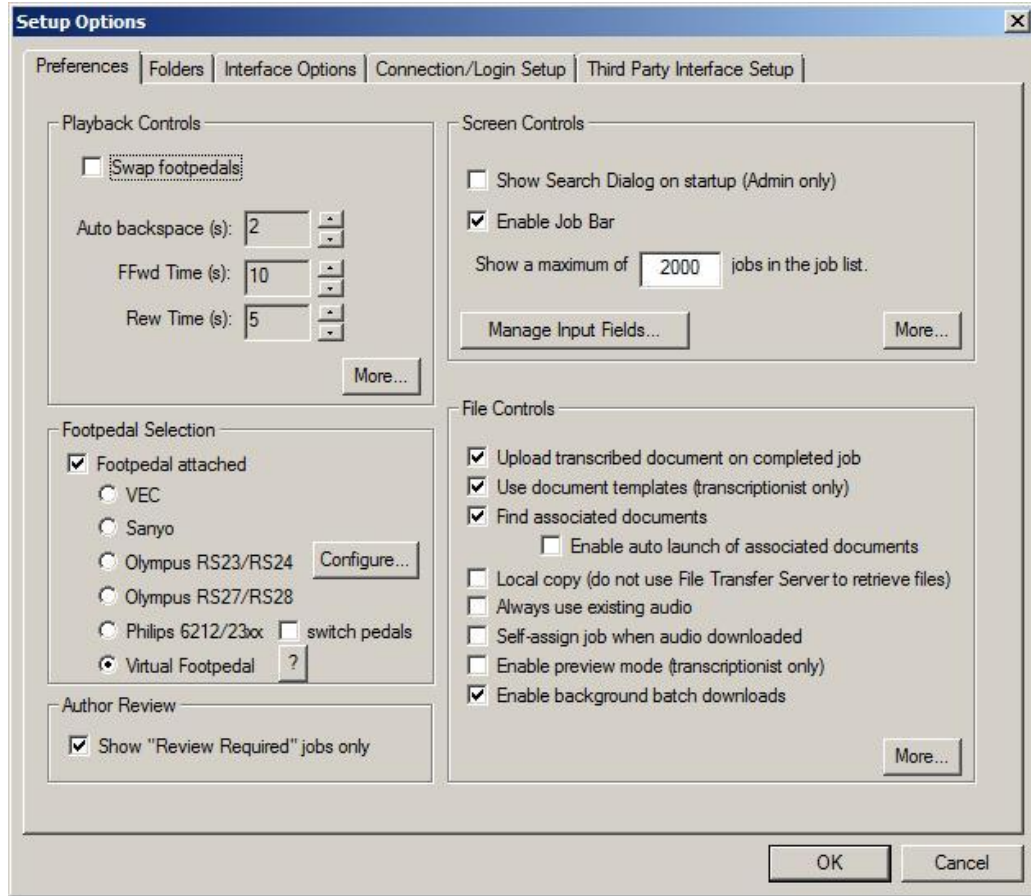 Setup Options
Preferences Folders Interface Options Connection/Login Setup Third Party Interface Setup
Playback Controls
Swap footpedals
Auto backspace (s): 2
FFwd Time (s): 10
Rew Time (s): 5
More...
Footpedal Selection
Footpedal attached
VEC
Sanyo
Olympus RS23/RS24 Configure...
Olympus RS27/RS28
Philips 6212/23xx switch pedals
Virtual Footpedal ?
Author Review
Show "Review Required" jobs only
Screen Controls
Show Search Dialog on startup (Admin only)
Enable Job Bar
Show a maximum of 2000 jobs in the job list.
Manage Input Fields... More...
File Controls
Upload transcribed document on completed job
Use document templates (transcriptionist only)
Find associated documents
Enable auto launch of associated documents
Local copy (do not use File Transfer Server to retrieve files)
Always use existing audio
Self-assign job when audio downloaded
Enable preview mode (transcriptionist only)
Enable background batch downloads
More...
OK Cancel